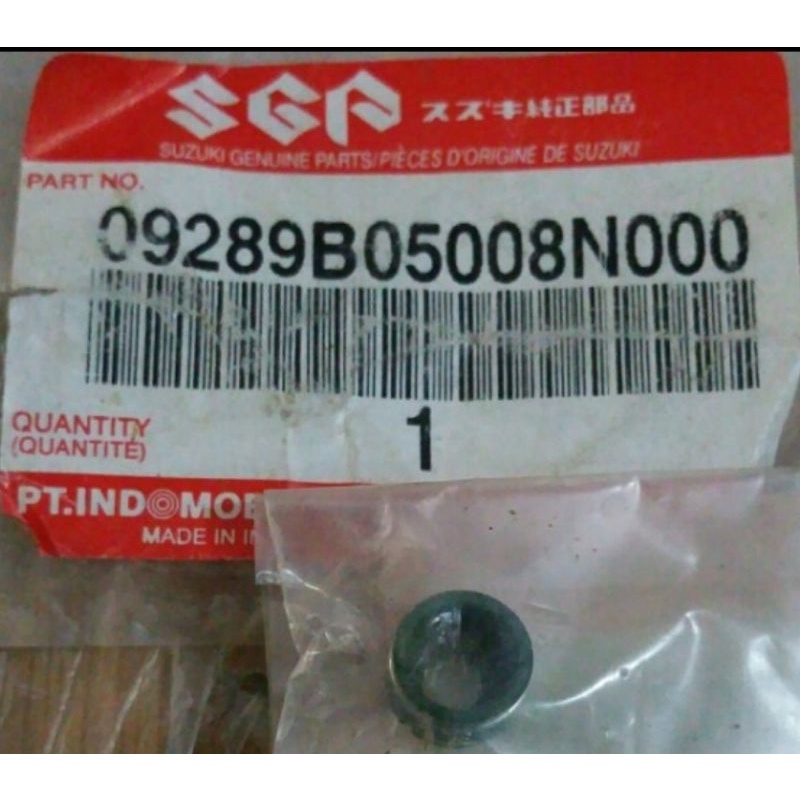 SGP スズキ純正部品
SUZUKI GENUINE PARTS/PIÈCES D'ORIGINE DE SUZUKI
PART NO.
09289B05008N000
QUANTITY 1
(QUANTITÉ)
PT.INDOMOB
MADE IN